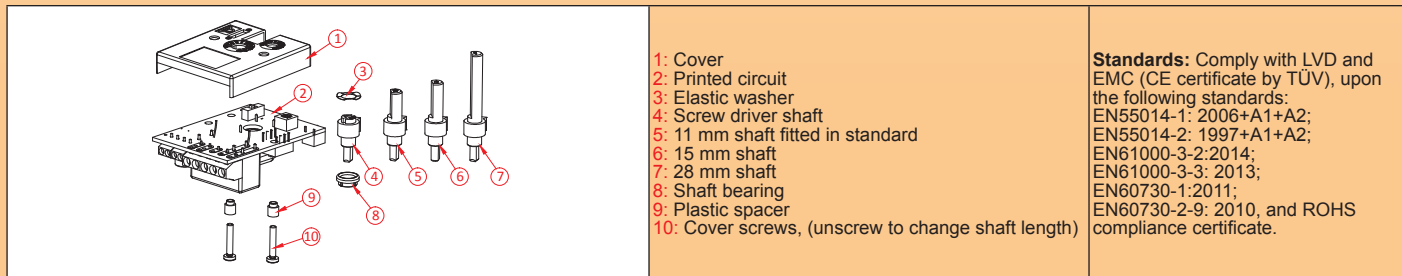 1
2
3
4
5
6
7
8
9
10
1: Cover
2: Printed circuit
3: Elastic washer
4: Screw driver shaft
5: 11 mm shaft fitted in standard
6: 15 mm shaft
7: 28 mm shaft
8: Shaft bearing
9: Plastic spacer
10: Cover screws, (unscrew to change shaft length)
Standards: Comply with LVD and
EMC (CE certificate by TÜV), upon
the following standards:
EN55014-1: 2006+A1+A2;
EN55014-2: 1997+A1+A2;
EN61000-3-2:2014;
EN61000-3-3: 2013;
EN60730-1:2011;
EN60730-2-9: 2010, and ROHS
compliance certificate.